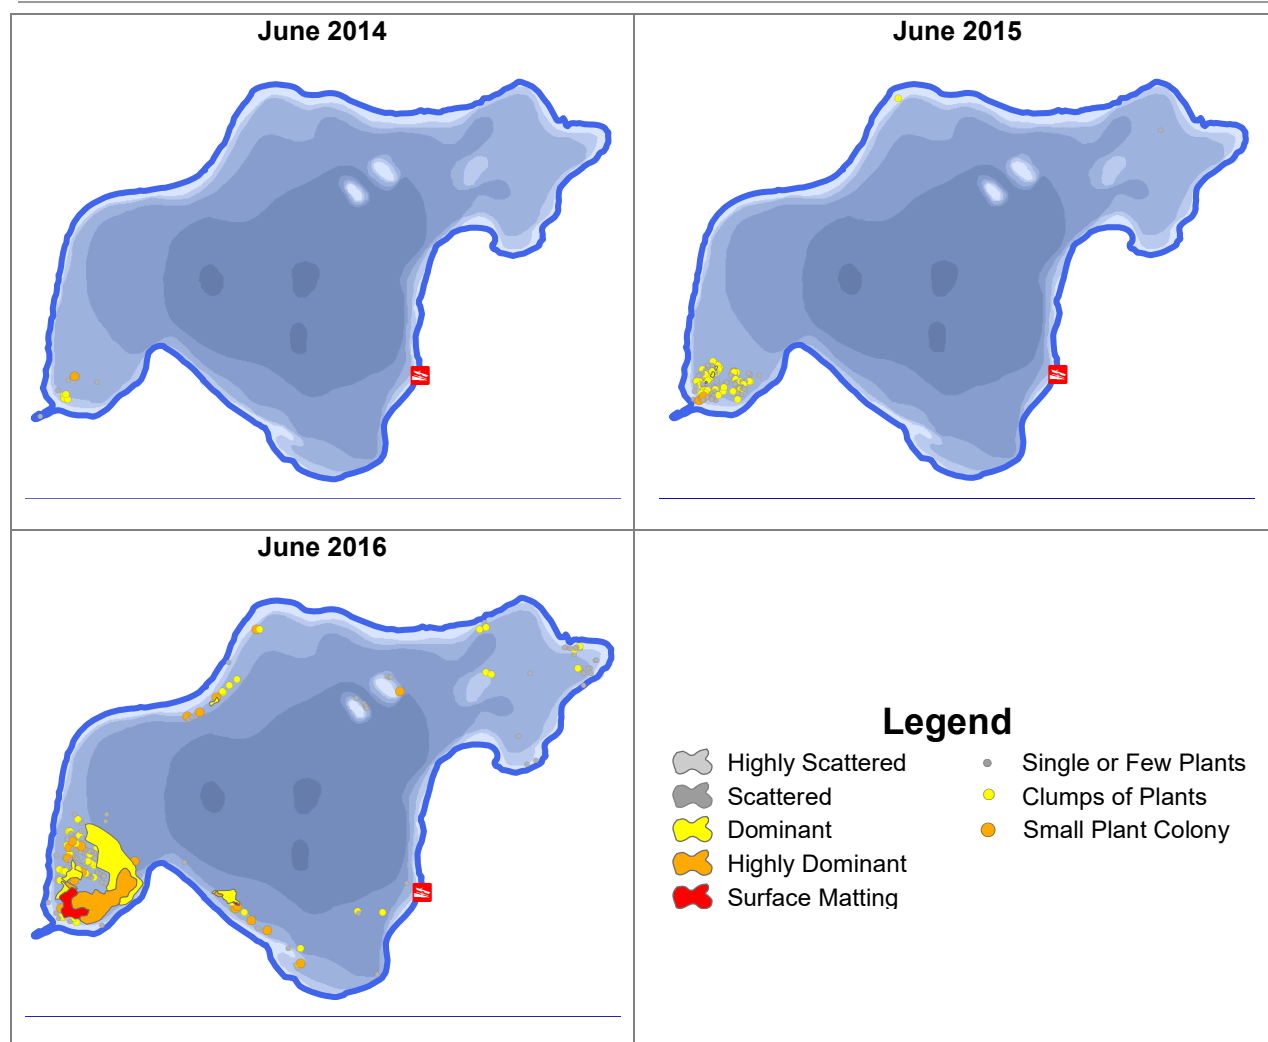 June 2014
June 2015
June 2016
Legend
Highly Scattered
Scattered
Dominant
Highly Dominant
Surface Matting
Single or Few Plants
Clumps of Plants
Small Plant Colony